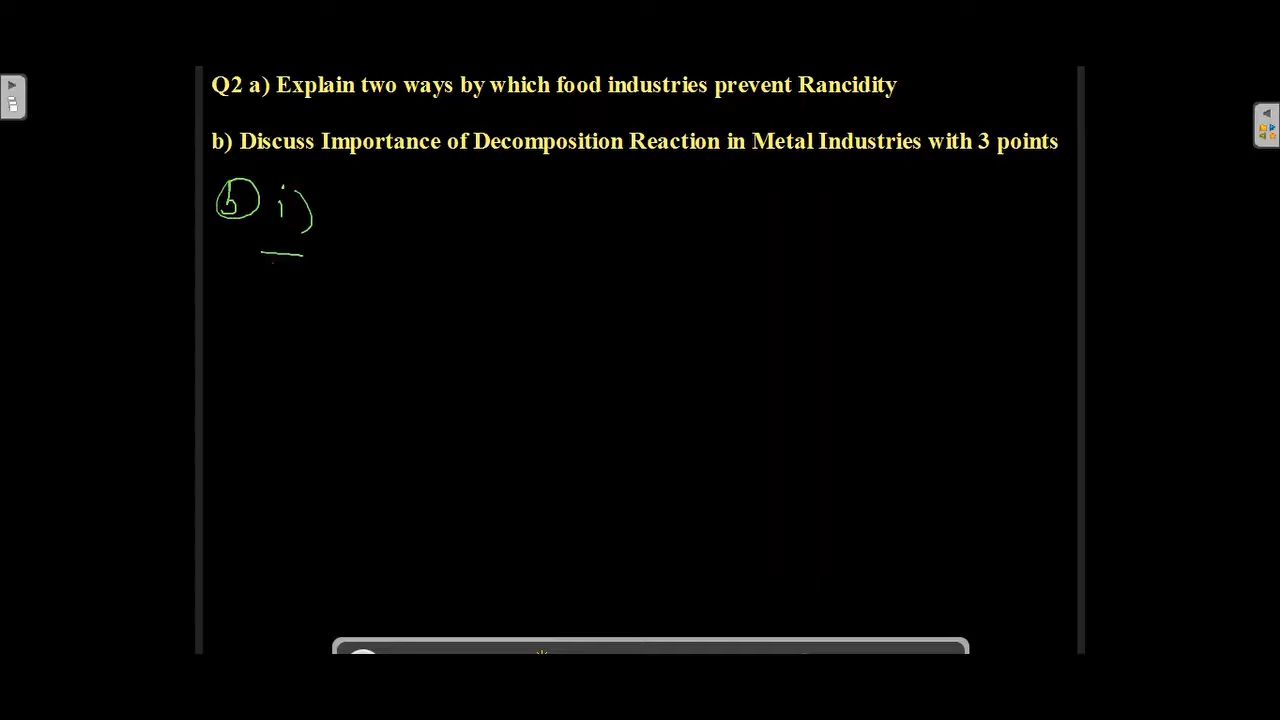 Q2 a) Explain two ways by which food industries prevent Rancidity
b) Discuss Importance of Decomposition Reaction in Metal Industries with 3 points
b i)